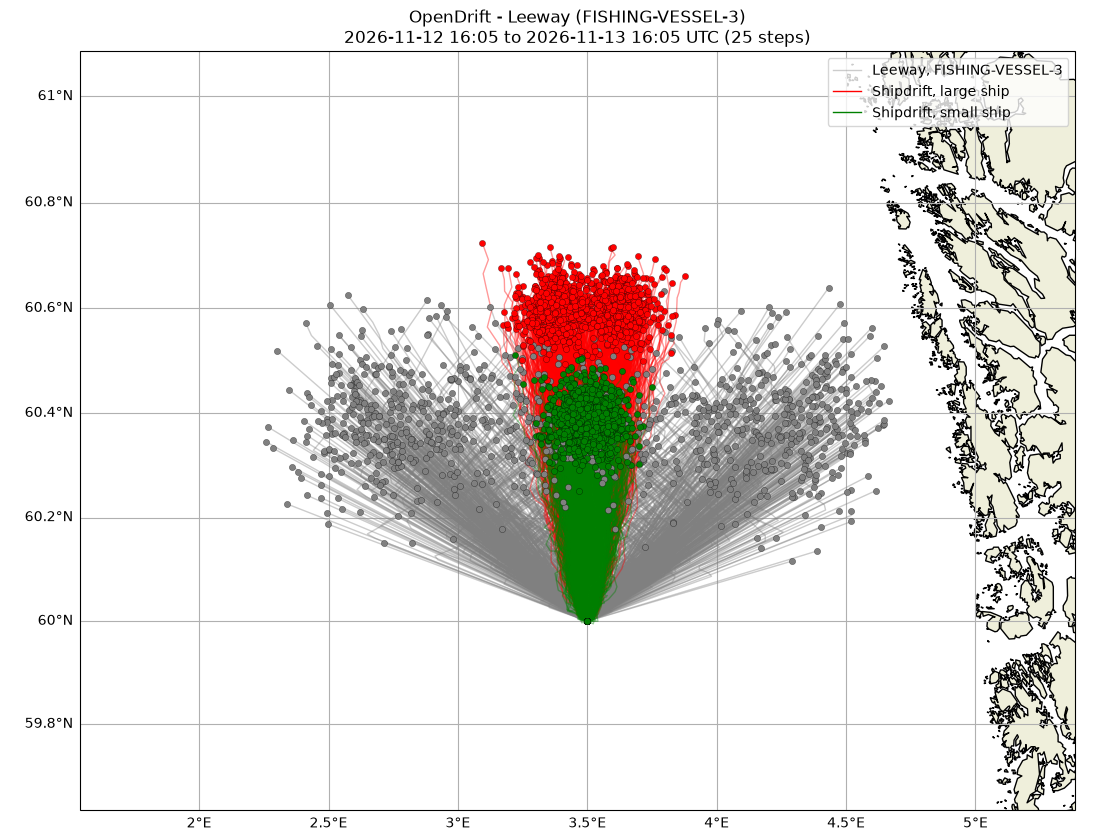 OpenDrift - Leeway (FISHING-VESSEL-3)
2026-11-12 16:05 to 2026-11-13 16:05 UTC (25 steps)
Leeway, FISHING-VESSEL-3
Shipdrift, large ship
Shipdrift, small ship
61°N
60.8°N
60.6°N
60.4°N
60.2°N
60°N
59.8°N
2°E
2.5°E
3°E
3.5°E
4°E
4.5°E
5°E